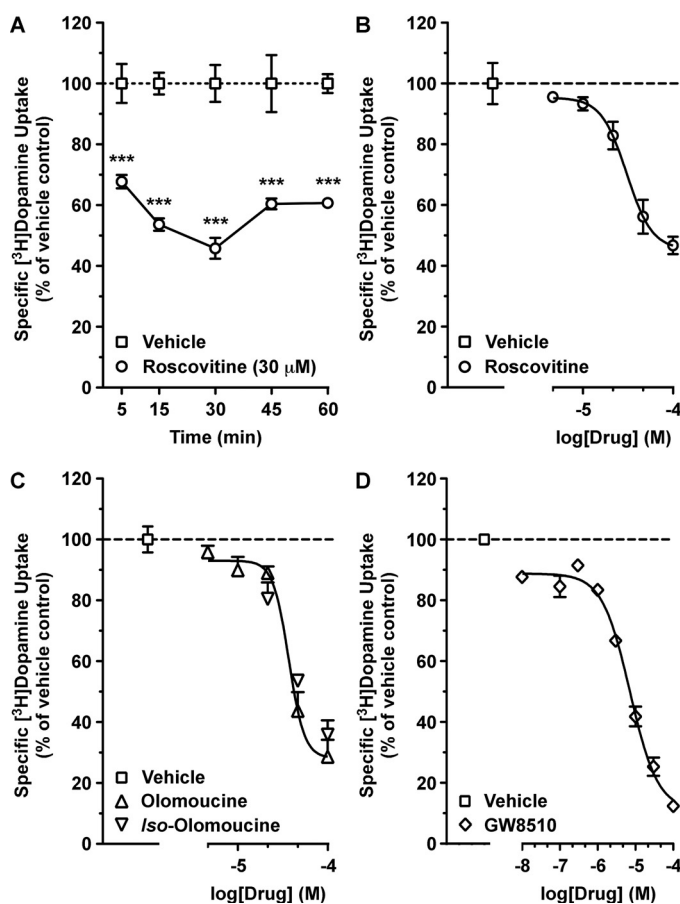 A
Specific [³H]Dopamine Uptake
(% of vehicle control)
120
100
80
60
40
20
0
***
***
***
***
***
Vehicle
Roscovitine (30 μM)
5 15 30 45 60
Time (min)
B
Specific [³H]Dopamine Uptake
(% of vehicle control)
120
100
80
60
40
20
0
Vehicle
Roscovitine
-5 -4
log[Drug] (M)
C
Specific [³H]Dopamine Uptake
(% of vehicle control)
120
100
80
60
40
20
0
Vehicle
Olomoucine
Iso-Olomoucine
-5 -4
log[Drug] (M)
D
Specific [³H]Dopamine Uptake
(% of vehicle control)
120
100
80
60
40
20
0
Vehicle
GW8510
-8 -7 -6 -5 -4
log[Drug] (M)